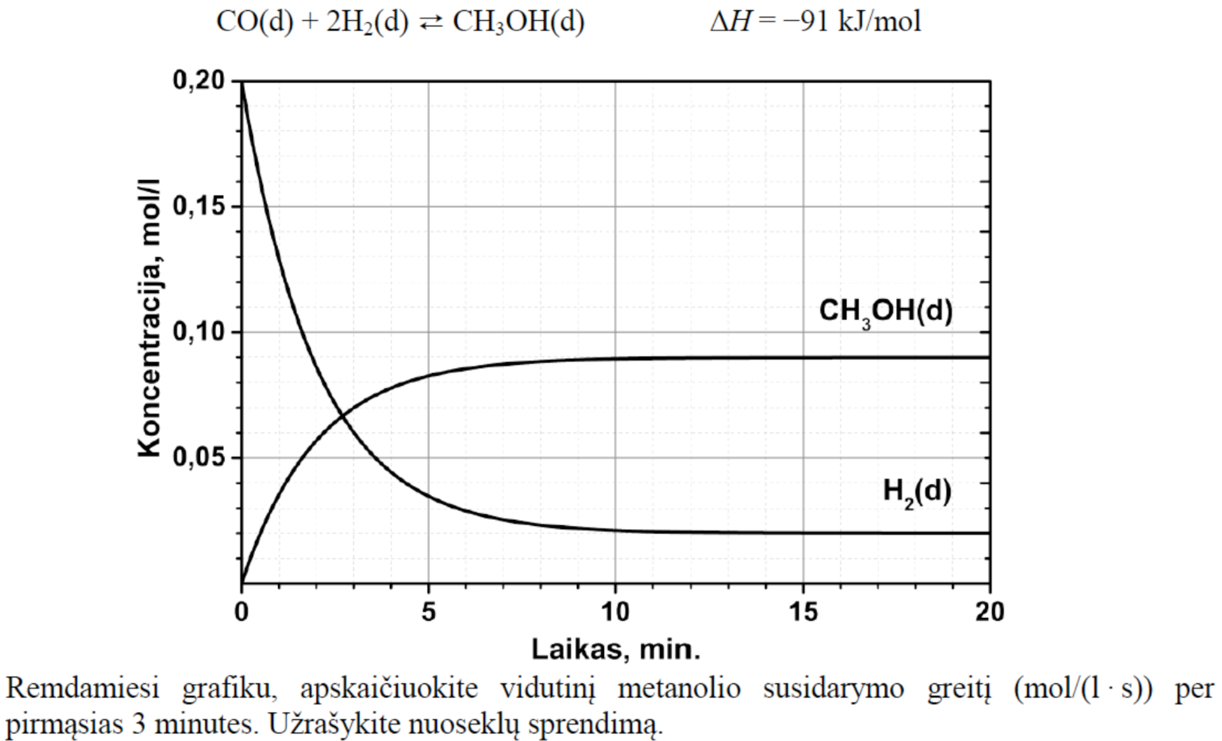 CO(d) + 2H₂(d) ⇄ CH₃OH(d) ΔH = −91 kJ/mol
0,20
0,15
0,10
0,05
Koncentracija, mol/l
CH₃OH(d)
H₂(d)
0 5 10 15 20
Laikas, min.
Remdamiesi grafiku, apskaičiuokite vidutinį metanolio susidarymo greitį (mol/(l · s)) per
pirmąsias 3 minutes. Užrašykite nuoseklų sprendimą.